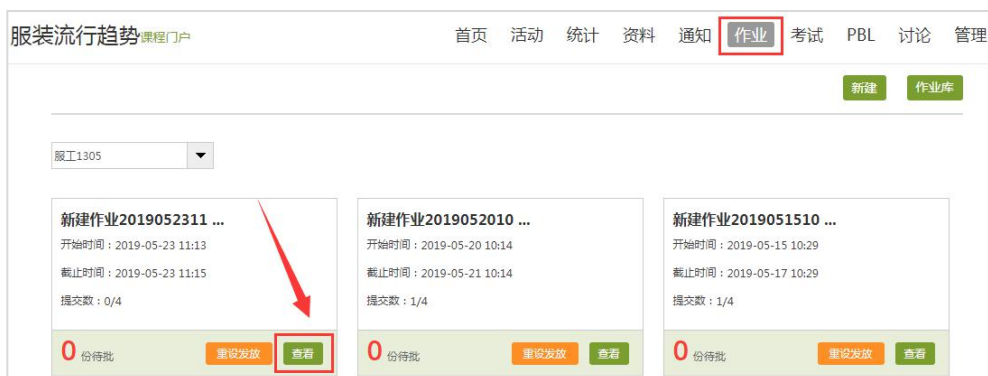 服装流行趋势课程门户 首页 活动 统计 资料 通知 作业 考试 PBL 讨论 管理
新建 作业库
服工1305
新建作业2019052311 ... 新建作业2019052010 ... 新建作业2019051510 ...
开始时间：2019-05-23 11:13 开始时间：2019-05-20 10:14 开始时间：2019-05-15 10:29
截止时间：2019-05-23 11:15 截止时间：2019-05-21 10:14 截止时间：2019-05-17 10:29
提交数：0/4 提交数：1/4 提交数：1/4
0 份待批 重设发放 查看 0 份待批 重设发放 查看 0 份待批 重设发放 查看